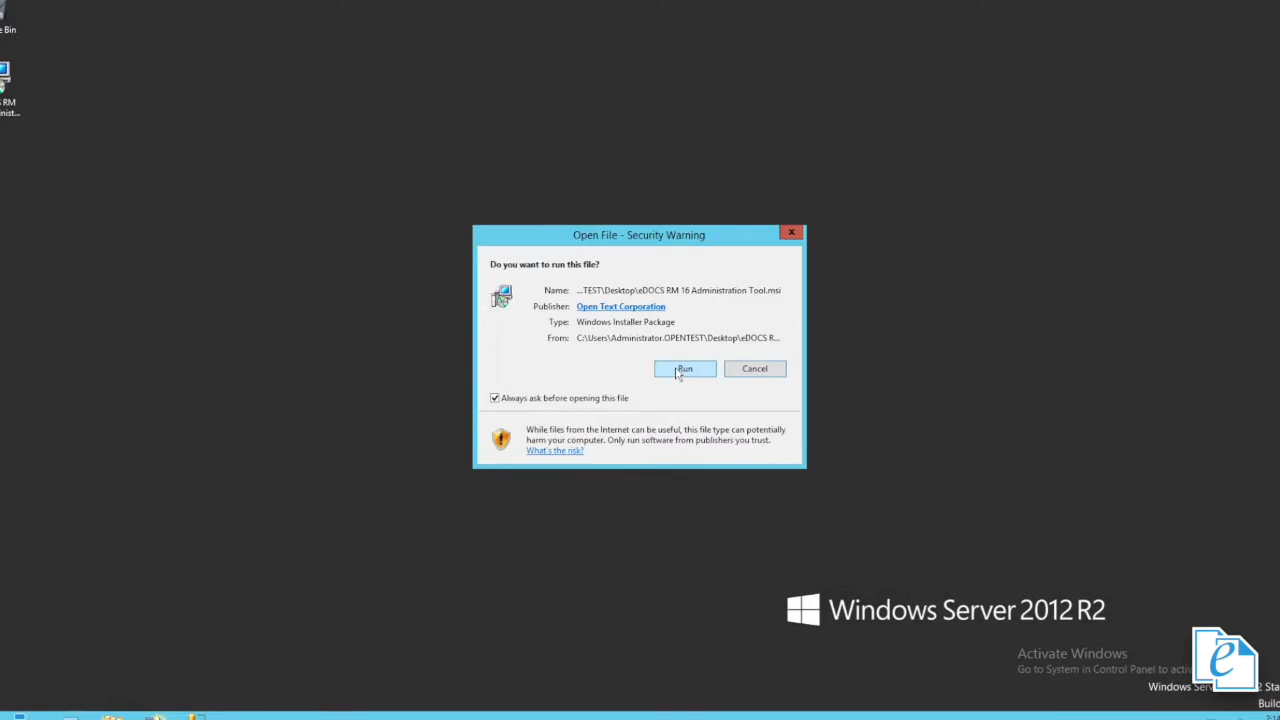 e Bin
S RM
inist...
Open File - Security Warning
x
Do you want to run this file?
Name: ...TEST\Desktop\eDOCS RM 16 Administration Tool.msi
Publisher: Open Text Corporation
Type: Windows Installer Package
From: C:\Users\Administrator.OPENTEST\Desktop\eDOCS R...
Run
Cancel
Always ask before opening this file
While files from the Internet can be useful, this file type can potentially
harm your computer. Only run software from publishers you trust.
What's the risk?
Windows Server 2012 R2
Activate Windows
Go to System in Control Panel to acti
e
Windows Serv 2 Sta
Build